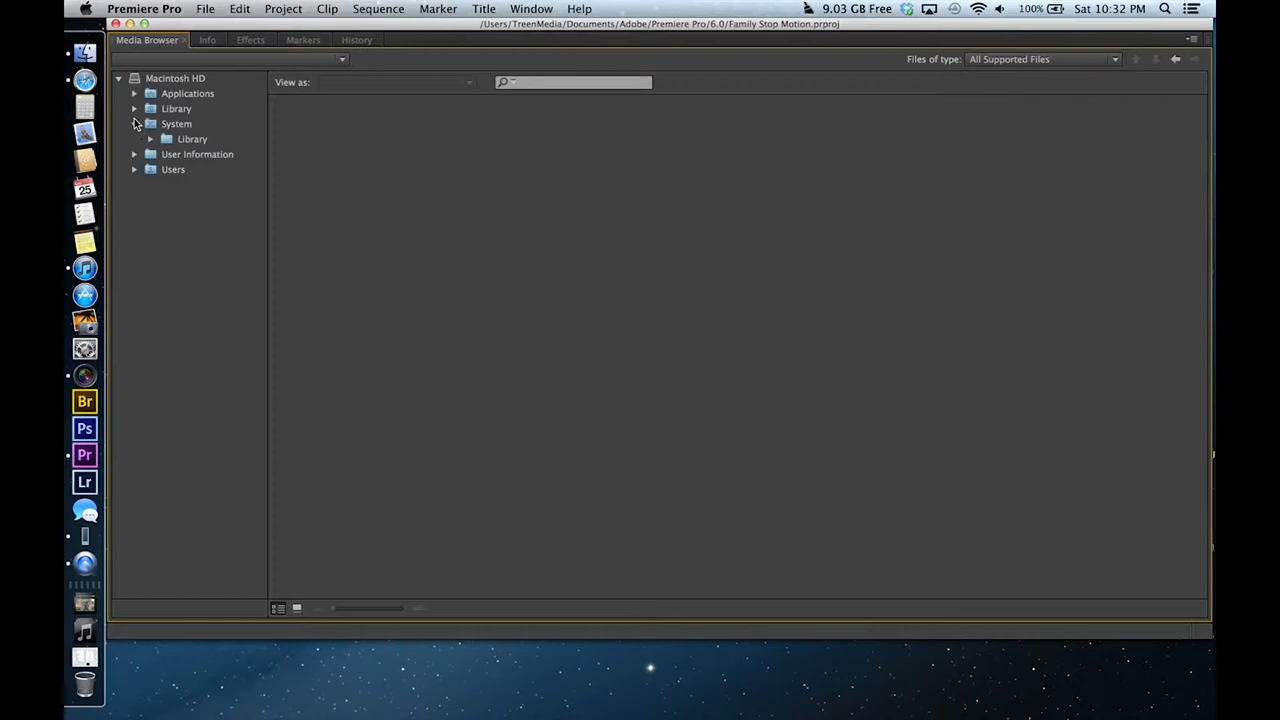 Premiere Pro File Edit Project Clip Sequence Marker Title Window Help 9.03 GB Free 100% Sat 10:32 PM
/Users/TreenMedia/Documents/Adobe/Premiere Pro/6.0/Family Stop Motion.prproj
Media Browser Info Effects Markers History
Files of type: All Supported Files
Macintosh HD
View as:
Applications
Library
System
Library
User Information
Users
25
Br
Ps
Pr
Lr